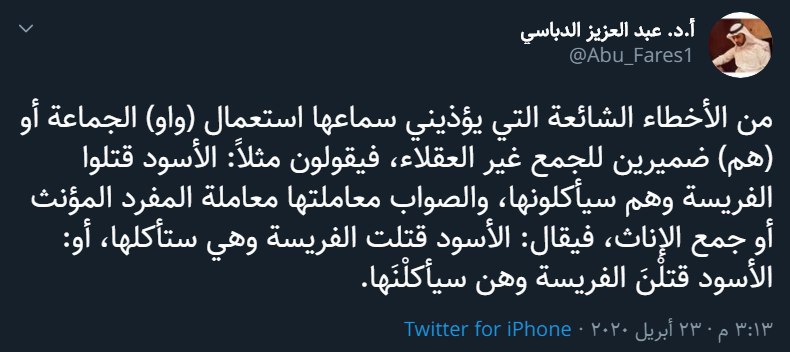 أ.د. عبد العزيز الدباسي
@Abu_Fares1
من الأخطاء الشائعة التي يؤذيني سماعها استعمال (واو) الجماعة أو
(هم) ضميرين للجمع غير العقلاء، فيقولون مثلاً: الأسود قتلوا
الفريسة وهم سيأكلونها، والصواب معاملتها معاملة المفرد المؤنث
أو جمع الإناث، فيقال: الأسود قتلت الفريسة وهي ستأكلها، أو:
الأسود قتلْنَ الفريسة وهن سيأكلْنَها.
٣:١٣ م · ٢٣ أبريل ٢٠٢٠ · Twitter for iPhone